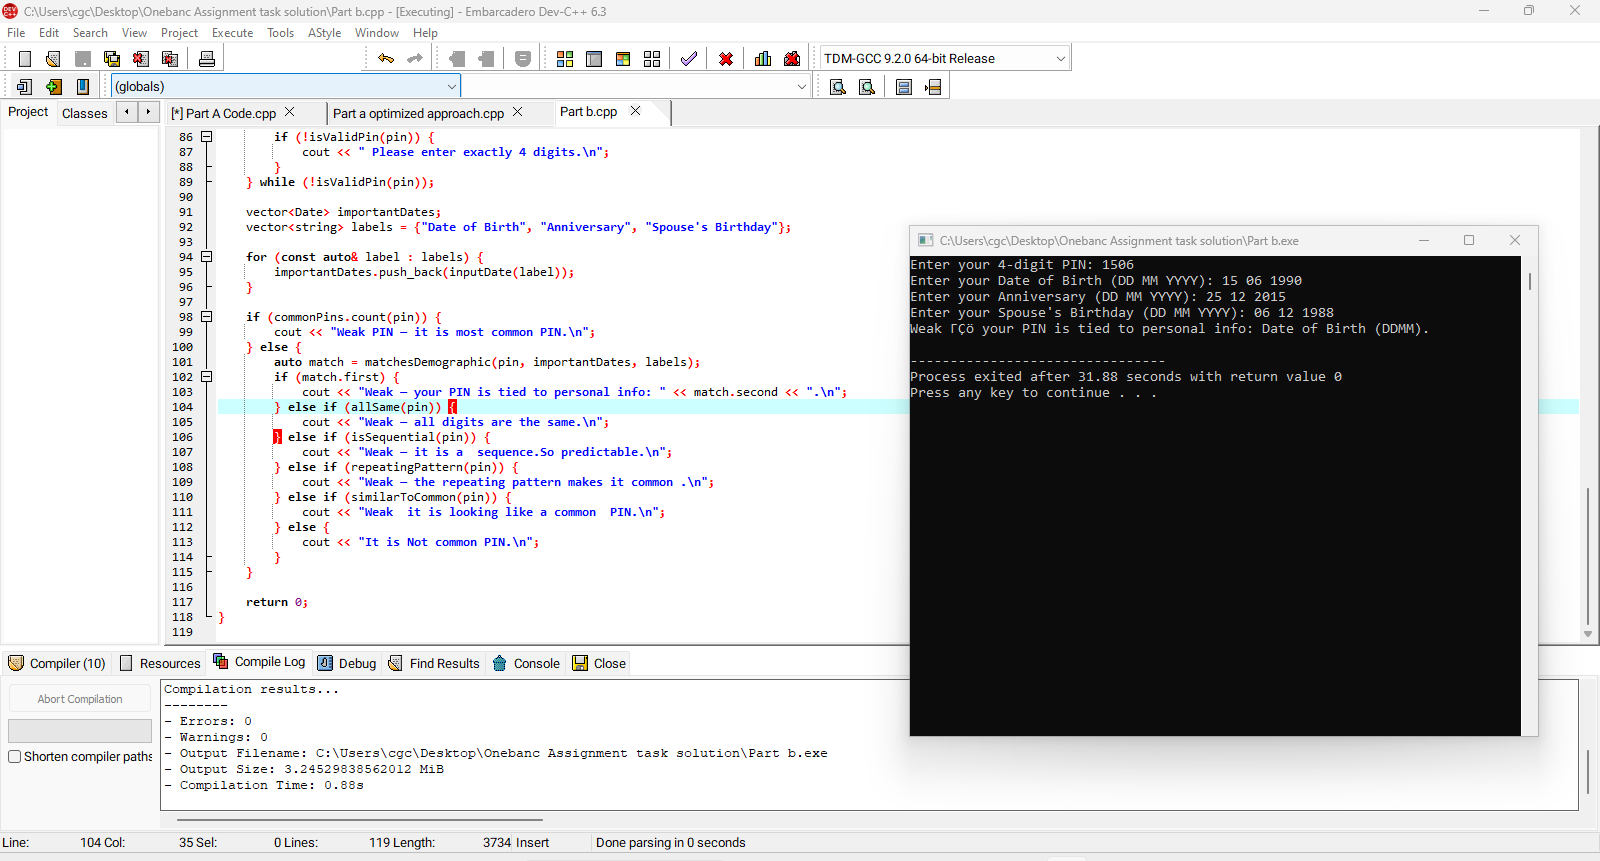 C:\Users\cgc\Desktop\Onebanc Assignment task solution\Part b.cpp - [Executing] - Embarcadero Dev-C++ 6.3
File Edit Search View Project Execute Tools AStyle Window Help
TDM-GCC 9.2.0 64-bit Release
(globals)
Project Classes
[*] Part A Code.cpp Part a optimized approach.cpp Part b.cpp
86 if (!isValidPin(pin)) {
87 cout << " Please enter exactly 4 digits.\n";
88 }
89 } while (!isValidPin(pin));
90
91 vector<Date> importantDates;
92 vector<string> labels = {"Date of Birth", "Anniversary", "Spouse's Birthday"};
93
94 for (const auto& label : labels) {
95 importantDates.push_back(inputDate(label));
96 }
97
98 if (commonPins.count(pin)) {
99 cout << "Weak PIN — it is most common PIN.\n";
100 } else {
101 auto match = matchesDemographic(pin, importantDates, labels);
102 if (match.first) {
103 cout << "Weak — your PIN is tied to personal info: " << match.second << ".\n";
104 } else if (allSame(pin)) {
105 cout << "Weak — all digits are the same.\n";
106 } else if (isSequential(pin)) {
107 cout << "Weak — it is a  sequence.So predictable.\n";
108 } else if (repeatingPattern(pin)) {
109 cout << "Weak — the repeating pattern makes it common .\n";
110 } else if (similarToCommon(pin)) {
111 cout << "Weak  it is looking like a common  PIN.\n";
112 } else {
113 cout << "It is Not common PIN.\n";
114 }
115 }
116
117 return 0;
118 }
119
C:\Users\cgc\Desktop\Onebanc Assignment task solution\Part b.exe
Enter your 4-digit PIN: 1506
Enter your Date of Birth (DD MM YYYY): 15 06 1990
Enter your Anniversary (DD MM YYYY): 25 12 2015
Enter your Spouse's Birthday (DD MM YYYY): 06 12 1988
Weak ΓÇö your PIN is tied to personal info: Date of Birth (DDMM).
--------------------------------
Process exited after 31.88 seconds with return value 0
Press any key to continue . . .
Compiler (10) Resources Compile Log Debug Find Results Console Close
Abort Compilation
Shorten compiler paths
Compilation results...
--------
- Errors: 0
- Warnings: 0
- Output Filename: C:\Users\cgc\Desktop\Onebanc Assignment task solution\Part b.exe
- Output Size: 3.24529838562012 MiB
- Compilation Time: 0.88s
Line: 104 Col: 35 Sel: 0 Lines: 119 Length: 3734 Insert Done parsing in 0 seconds